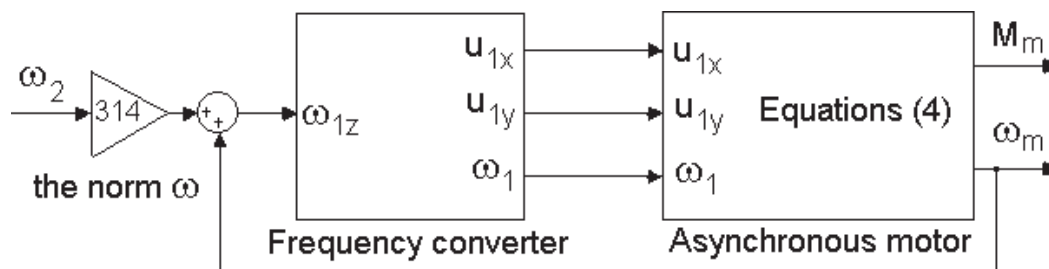 ω₂
314
+
+
the norm ω
ω₁z
u₁x
u₁y
ω₁
Frequency converter
u₁x
u₁y
ω₁
Equations (4)
Asynchronous motor
Mₘ
ωₘ